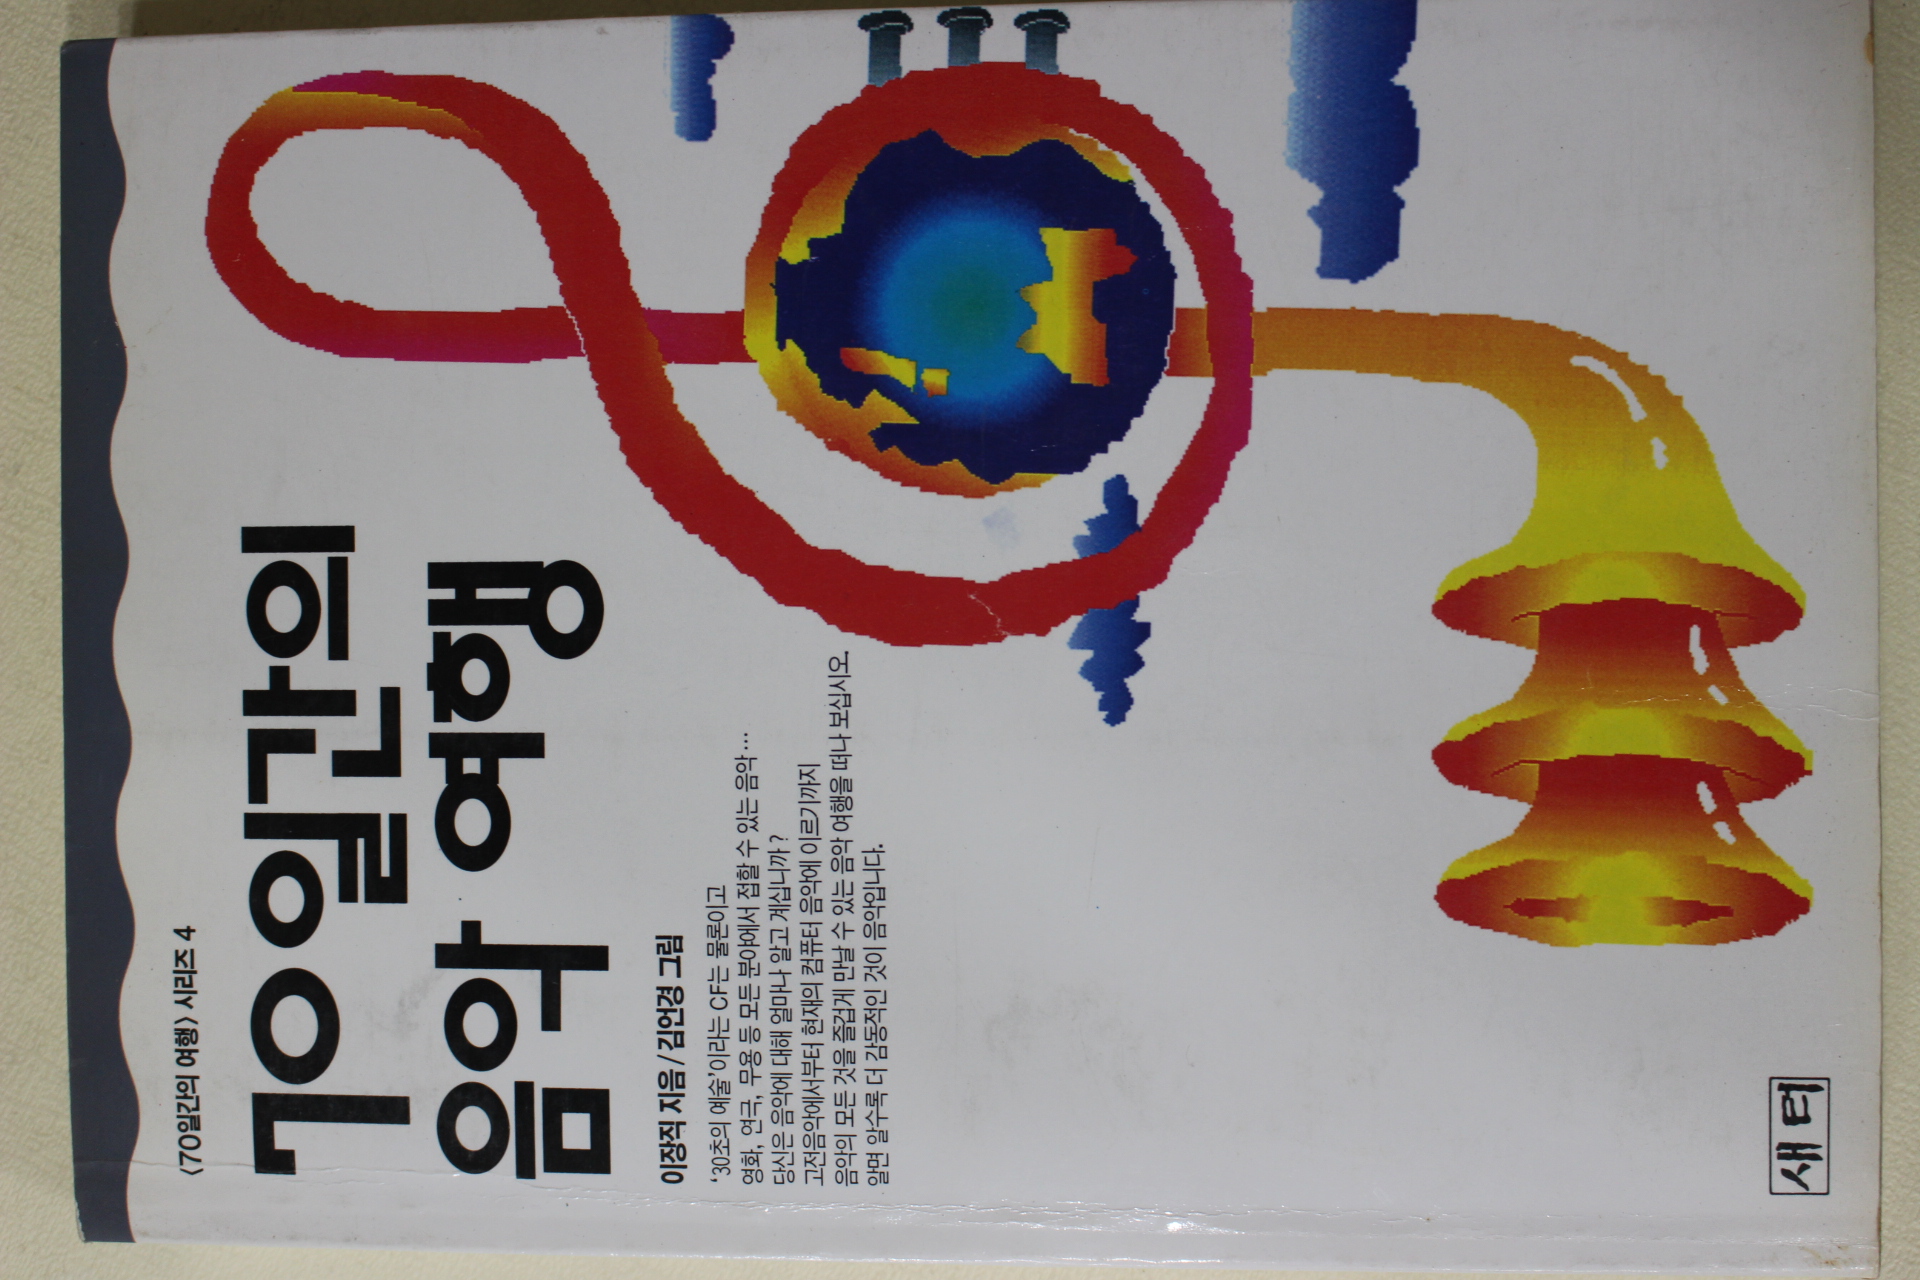 <70일간의 여행> 시리즈 4
70일간의
음악 여행
이장직 지음/김언경 그림
'30초의 예술'이라는 CF는 물론이고
영화, 연극, 무용 등 모든 분야에서 접할 수 있는 음악…
당신은 음악에 대해 얼마나 알고 계십니까?
고전음악에서부터 현재의 컴퓨터 음악에 이르기까지
음악의 모든 것을 즐겁게 만날 수 있는 음악 여행을 떠나 보십시오.
알면 알수록 더 감동적인 것이 음악입니다.
새터